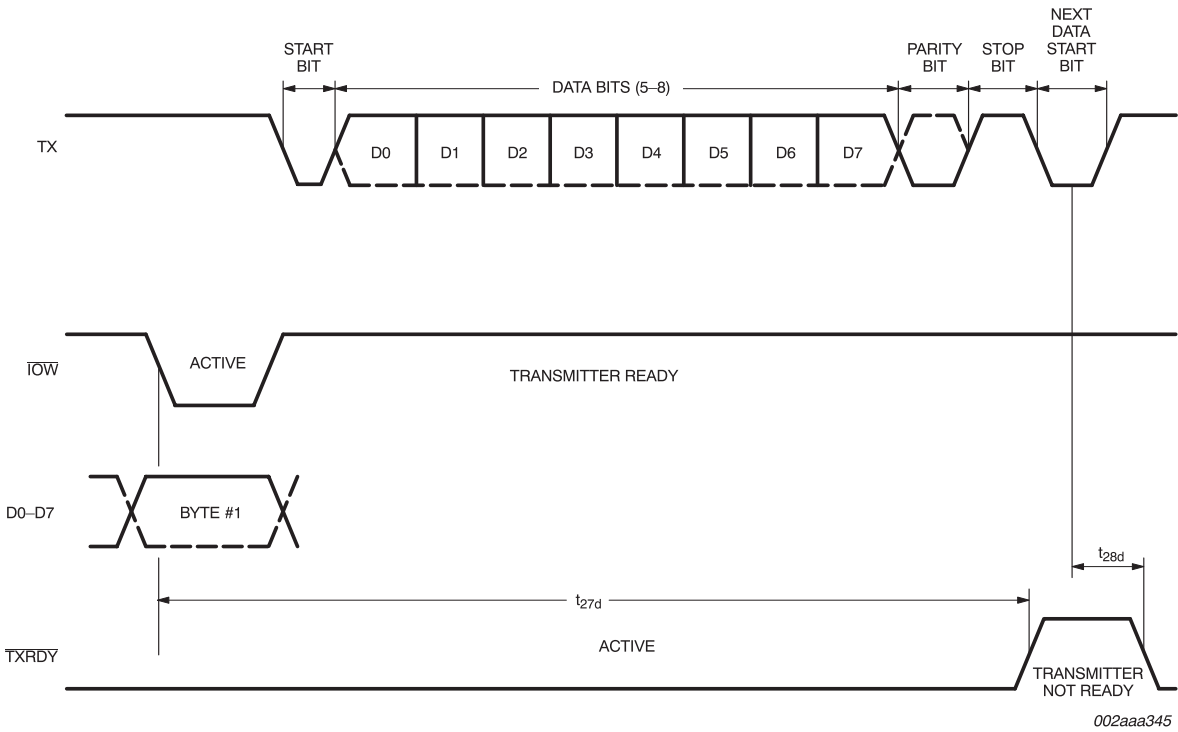 START
BIT
DATA BITS (5–8)
PARITY
BIT
STOP
BIT
NEXT
DATA
START
BIT
TX
D0
D1
D2
D3
D4
D5
D6
D7
IOW
ACTIVE
TRANSMITTER READY
D0–D7
BYTE #1
t28d
t27d
TXRDY
ACTIVE
TRANSMITTER
NOT READY
002aaa345